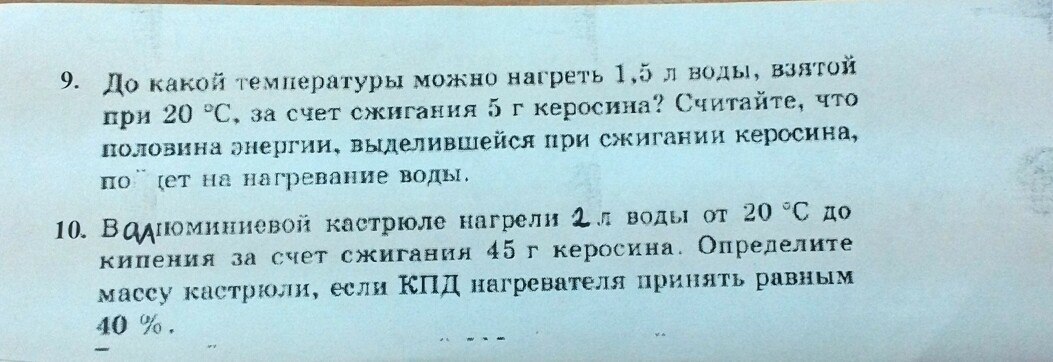 9. До какой температуры можно нагреть 1,5 л воды, взятой
при 20 °С, за счет сжигания 5 г керосина? Считайте, что
половина энергии, выделившейся при сжигании керосина,
на нагревание воды.
10. В алюминиевой кастрюле нагрели 2 л воды от 20 °С до
кипения за счет сжигания 45 г керосина. Определите
массу кастрюли, если КПД нагревателя принять равным
40 %.